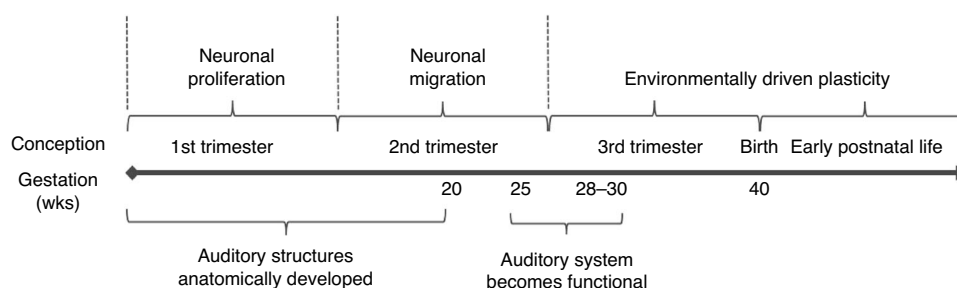 Neuronal
proliferation
Neuronal
migration
Environmentally driven plasticity
Conception 1st trimester 2nd trimester 3rd trimester Birth Early postnatal life
Gestation
(wks)
20 25 28–30 40
Auditory structures
anatomically developed
Auditory system
becomes functional